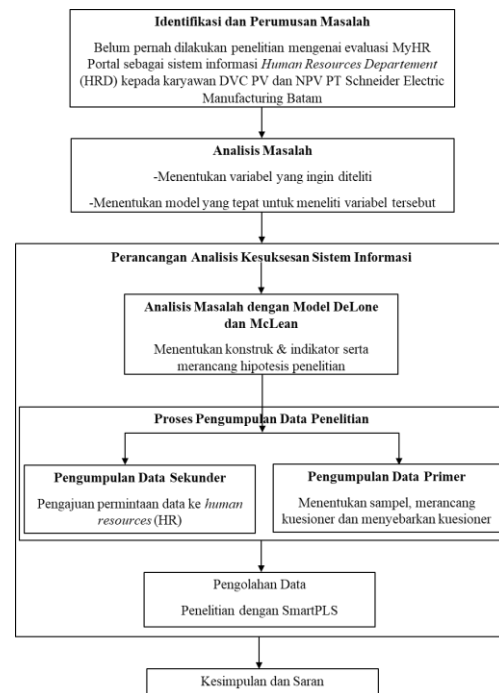 Identifikasi dan Perumusan Masalah
Belum pernah dilakukan penelitian mengenai evaluasi MyHR
Portal sebagai sistem informasi Human Resources Departement
(HRD) kepada karyawan DVC PV dan NPV PT Schneider Electric
Manufacturing Batam
Analisis Masalah
-Menentukan variabel yang ingin diteliti
-Menentukan model yang tepat untuk meneliti variabel tersebut
Perancangan Analisis Kesuksesan Sistem Informasi
Analisis Masalah dengan Model DeLone
dan McLean
Menentukan konstruk & indikator serta
merancang hipotesis penelitian
Proses Pengumpulan Data Penelitian
Pengumpulan Data Sekunder
Pengajuan permintaan data ke human
resources (HR)
Pengumpulan Data Primer
Menentukan sampel, merancang
kuesioner dan menyebarkan kuesioner
Pengolahan Data
Penelitian dengan SmartPLS
Kesimpulan dan Saran